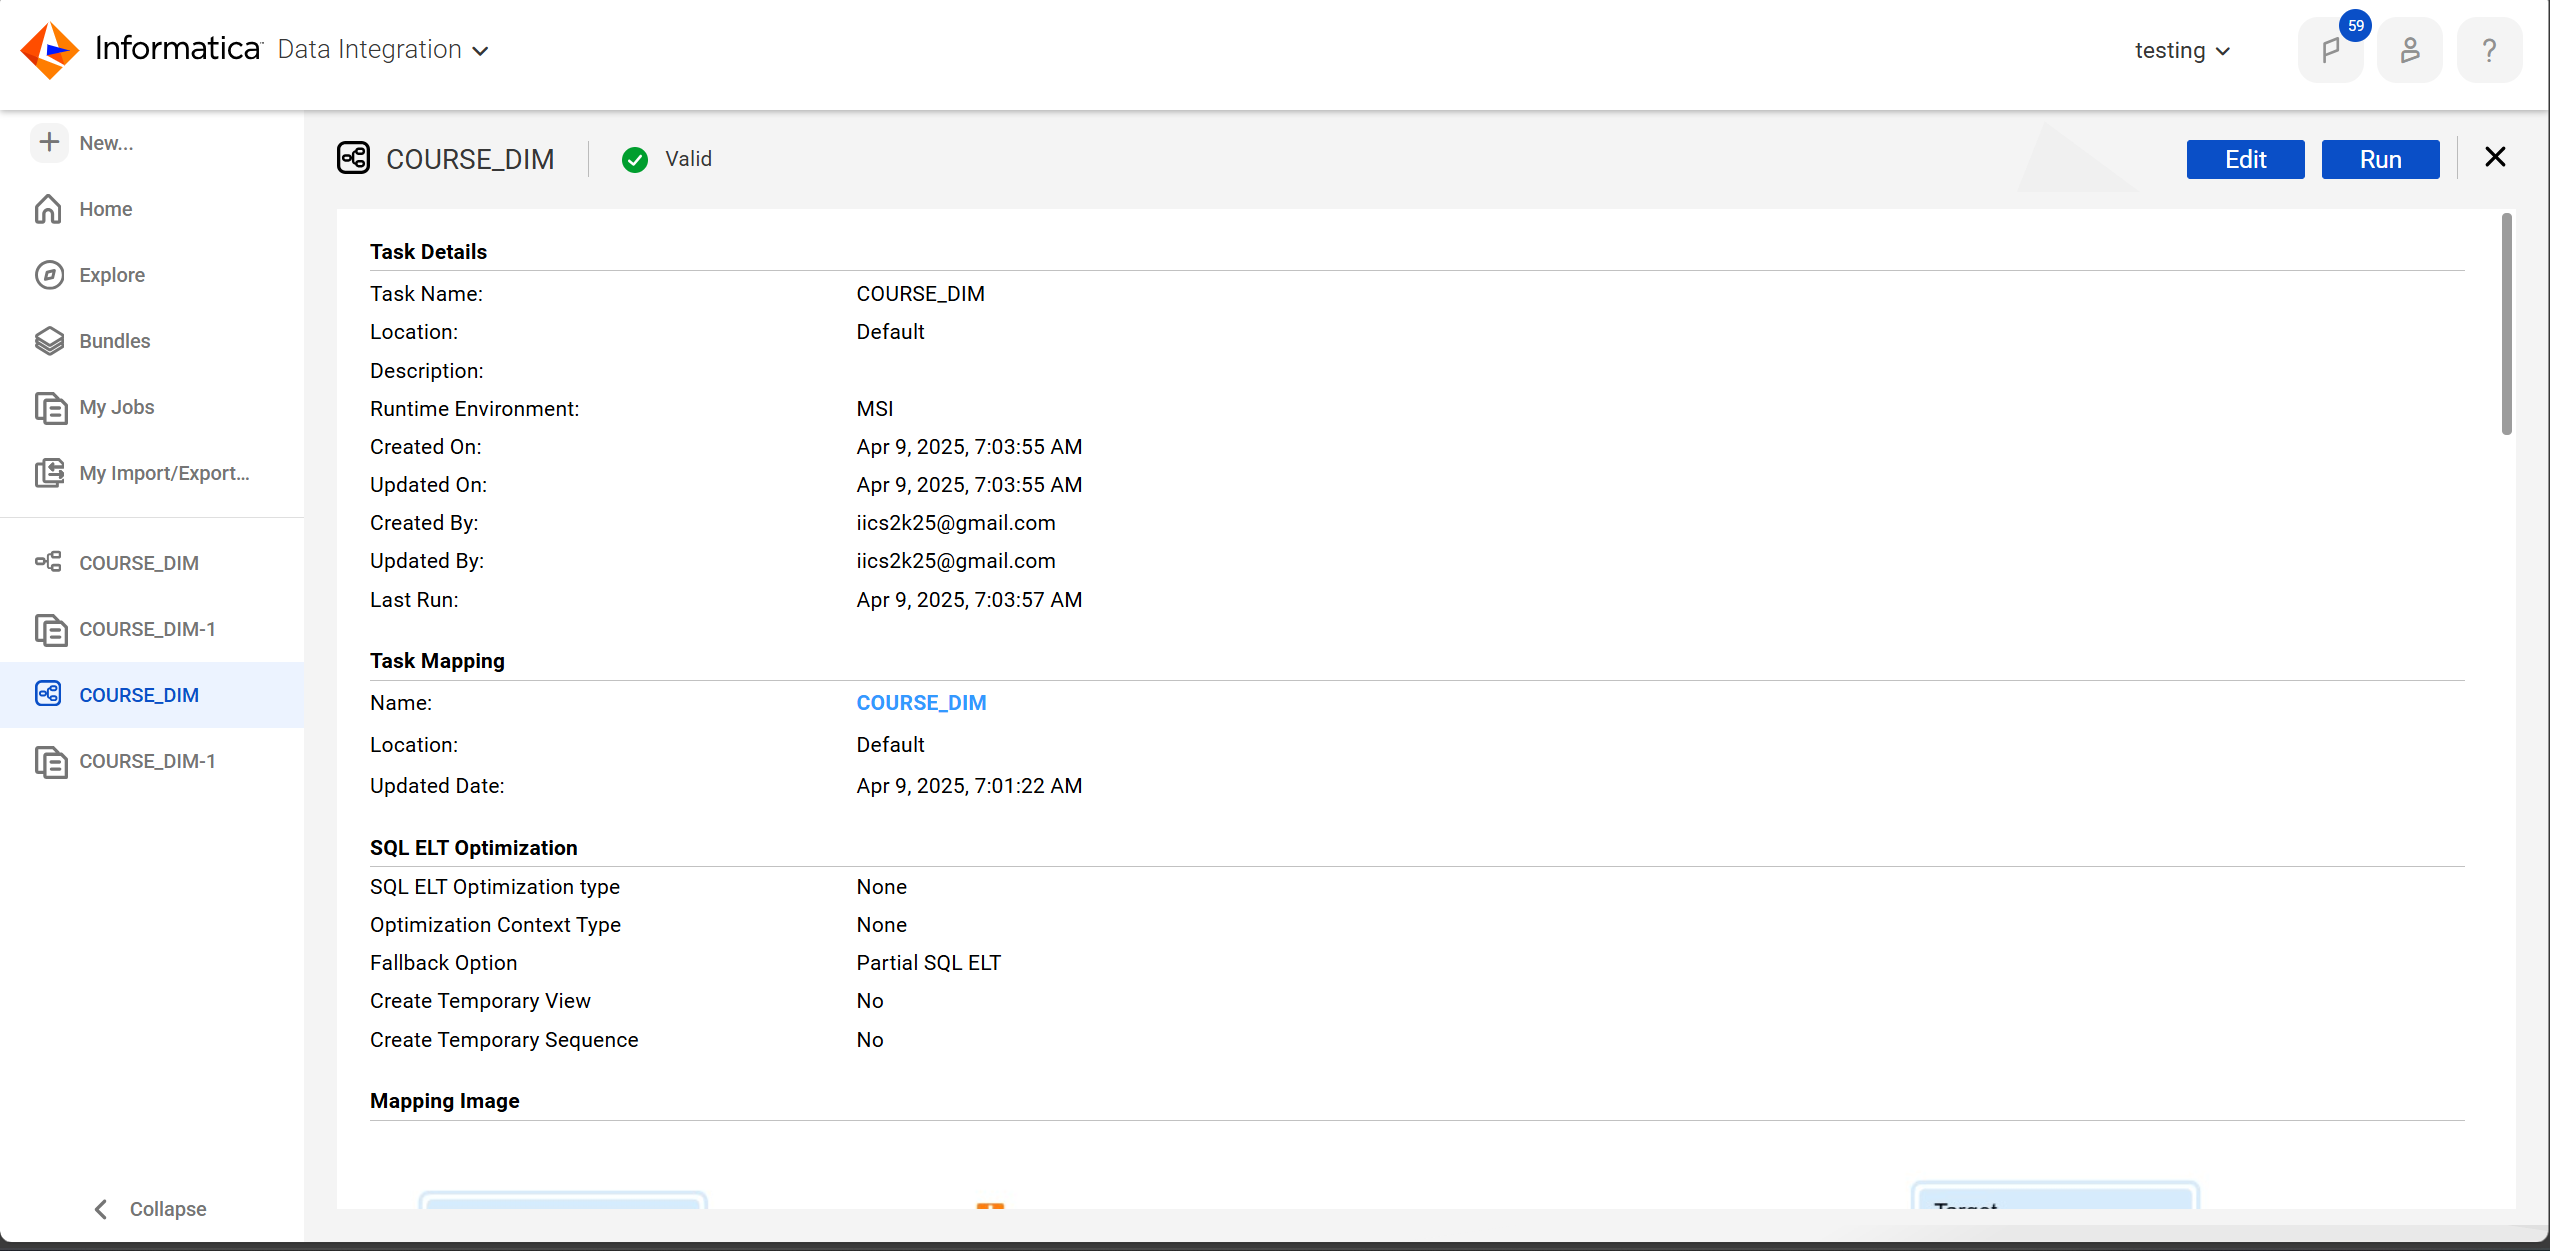 Informatica Data Integration
testing
59
?
New...
Home
Explore
Bundles
My Jobs
My Import/Export...
COURSE_DIM
COURSE_DIM-1
COURSE_DIM
COURSE_DIM-1
Collapse
COURSE_DIM Valid Edit Run
Task Details
Task Name: COURSE_DIM
Location: Default
Description:
Runtime Environment: MSI
Created On: Apr 9, 2025, 7:03:55 AM
Updated On: Apr 9, 2025, 7:03:55 AM
Created By: iics2k25@gmail.com
Updated By: iics2k25@gmail.com
Last Run: Apr 9, 2025, 7:03:57 AM
Task Mapping
Name: COURSE_DIM
Location: Default
Updated Date: Apr 9, 2025, 7:01:22 AM
SQL ELT Optimization
SQL ELT Optimization type None
Optimization Context Type None
Fallback Option Partial SQL ELT
Create Temporary View No
Create Temporary Sequence No
Mapping Image
Target